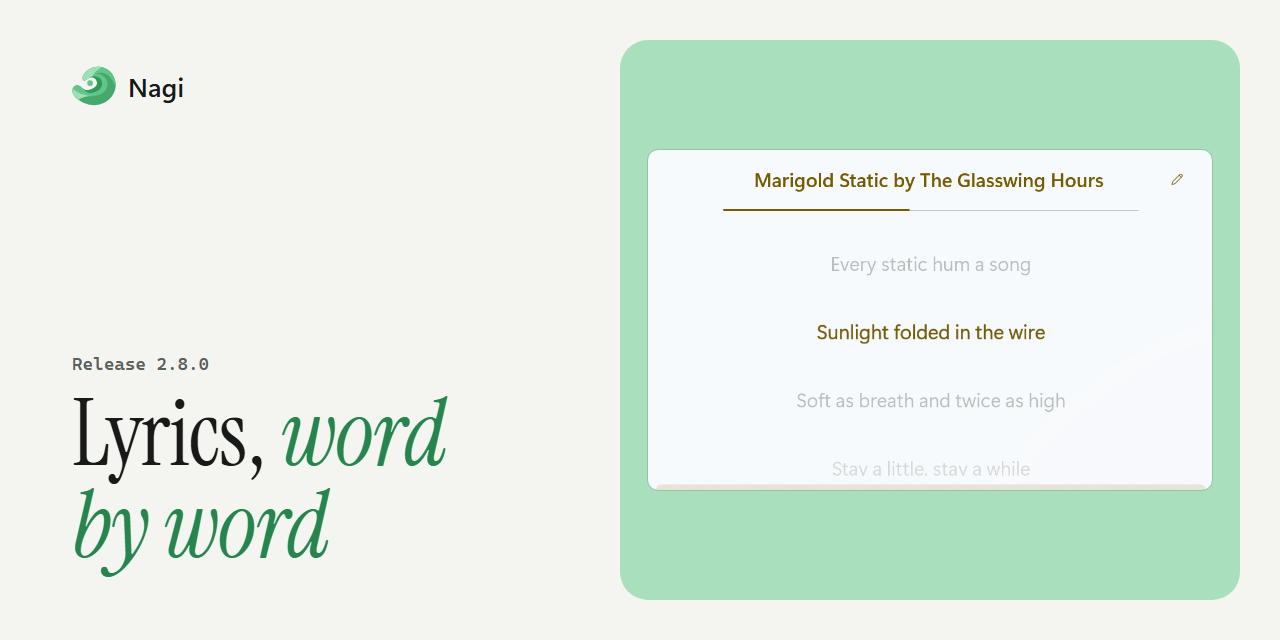 Nagi
Release 2.8.0
Lyrics, word
by word
Marigold Static by The Glasswing Hours
Every static hum a song
Sunlight folded in the wire
Soft as breath and twice as high
Stay a little, stay a while